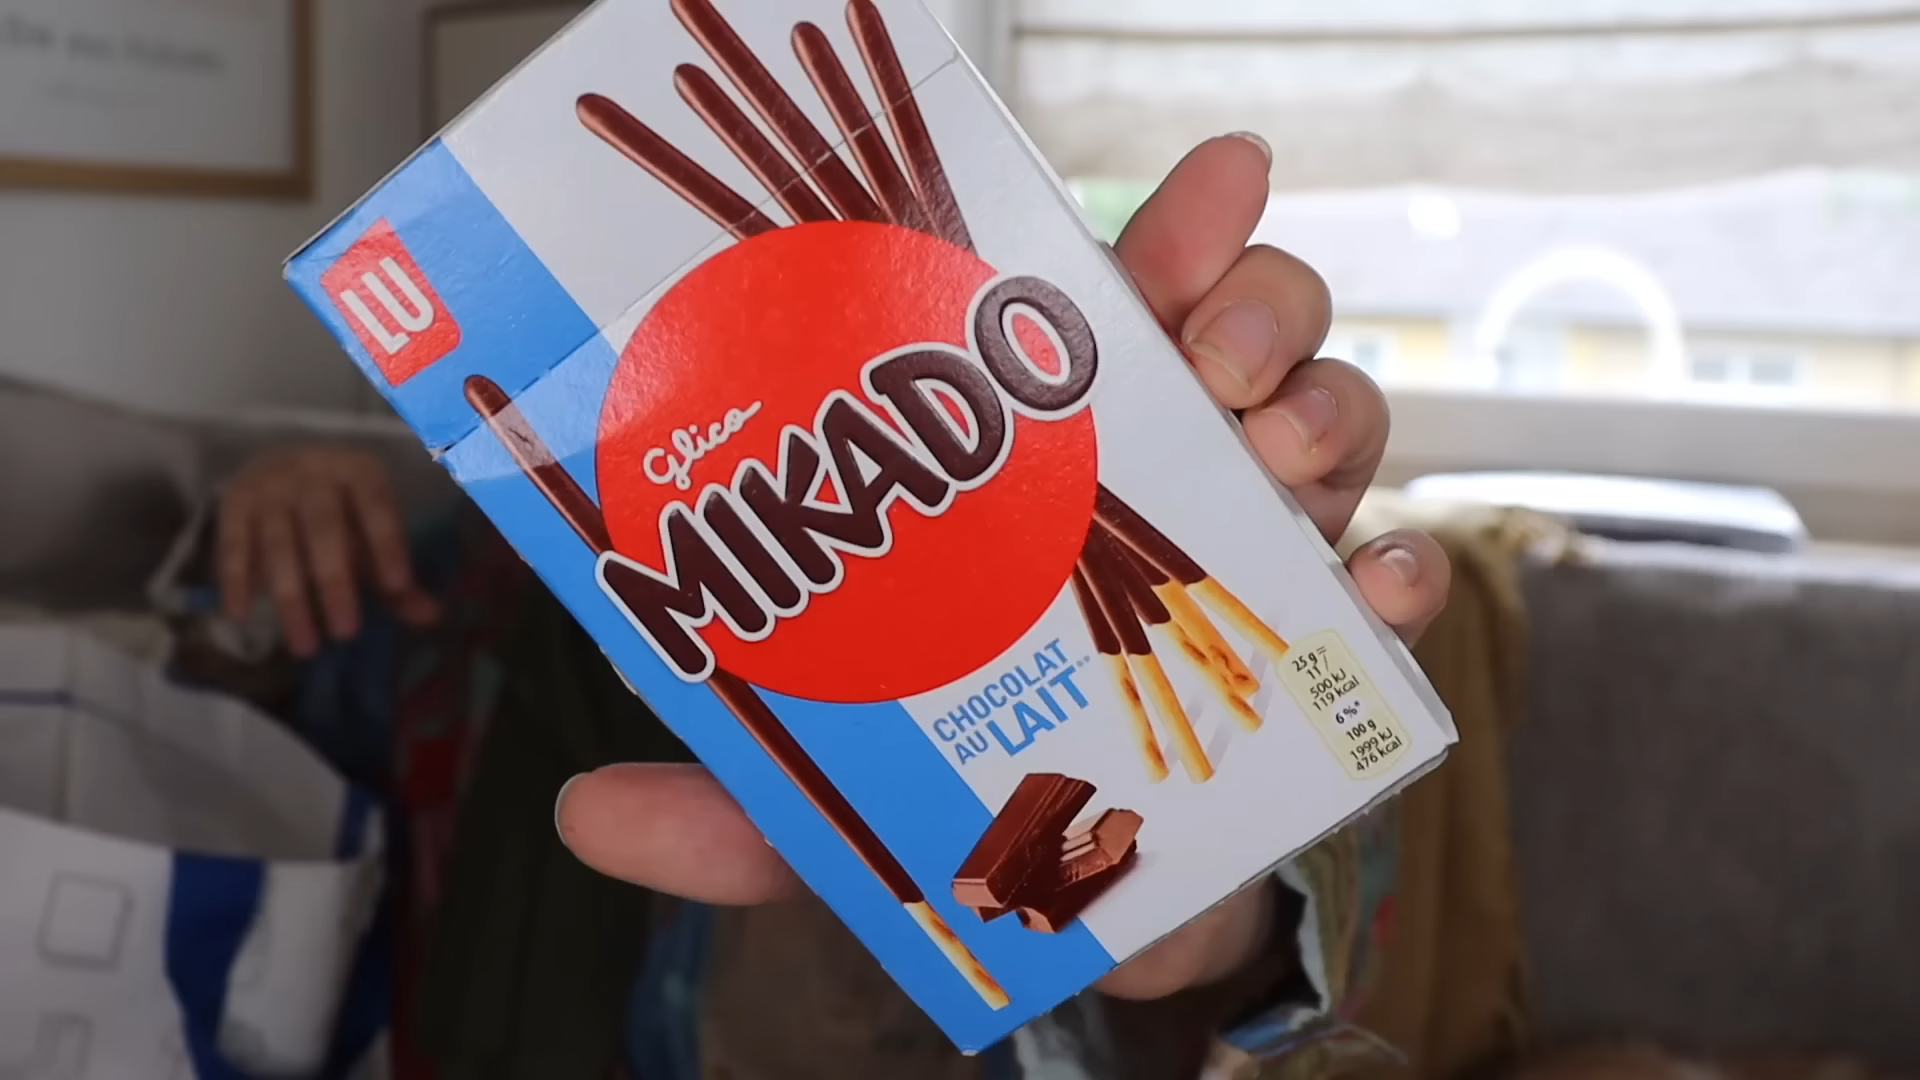 LU
Glico
MIKADO
CHOCOLAT
AU LAIT
25 g =
11 /
500 kJ
119 kcal
6 %*
100 g
1999 kJ
476 kcal